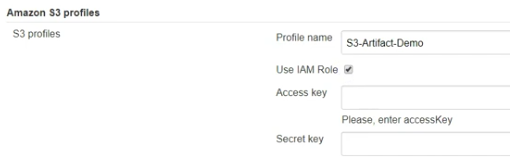 Amazon S3 profiles
S3 profiles
Profile name
S3-Artifact-Demo
Use IAM Role
Access key
Please, enter accessKey
Secret key